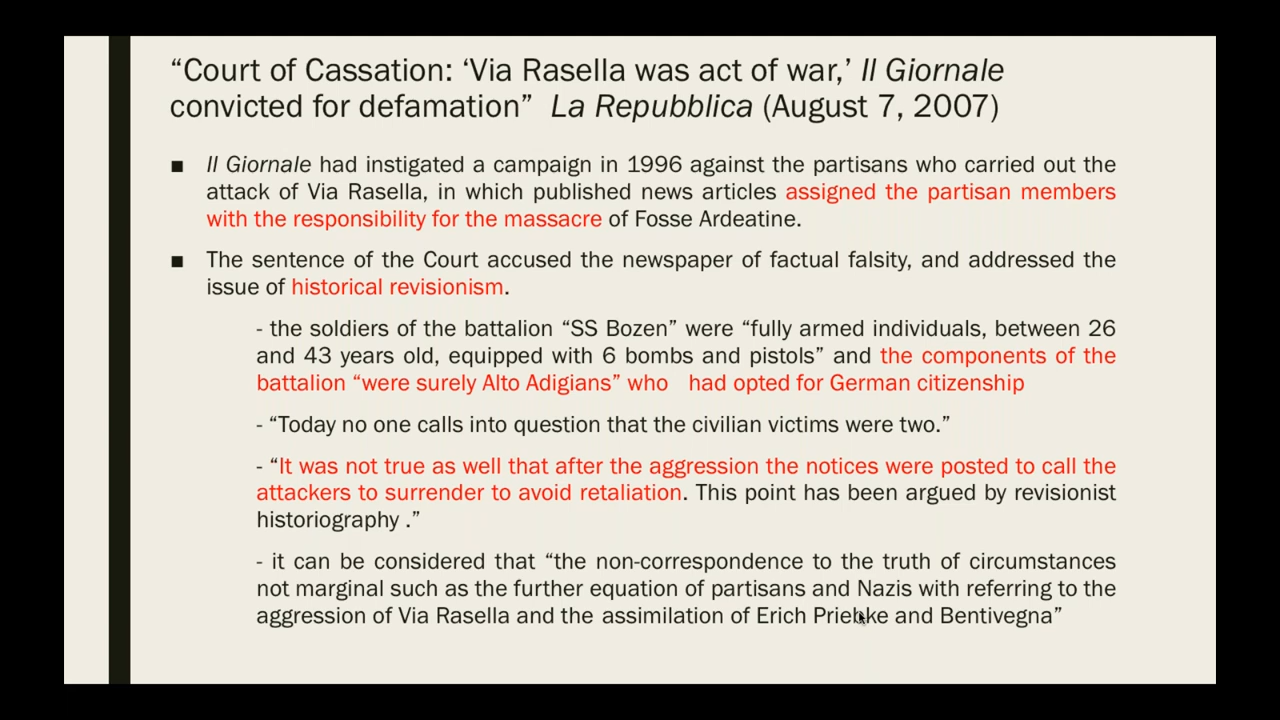 “Court of Cassation: ‘Via Rasella was act of war,’ Il Giornale
convicted for defamation” La Repubblica (August 7, 2007)
■ Il Giornale had instigated a campaign in 1996 against the partisans who carried out the
attack of Via Rasella, in which published news articles assigned the partisan members
with the responsibility for the massacre of Fosse Ardeatine.
■ The sentence of the Court accused the newspaper of factual falsity, and addressed the
issue of historical revisionism.
- the soldiers of the battalion “SS Bozen” were “fully armed individuals, between 26
and 43 years old, equipped with 6 bombs and pistols” and the components of the
battalion “were surely Alto Adigians” who had opted for German citizenship
- “Today no one calls into question that the civilian victims were two.”
- “It was not true as well that after the aggression the notices were posted to call the
attackers to surrender to avoid retaliation. This point has been argued by revisionist
historiography .”
- it can be considered that “the non-correspondence to the truth of circumstances
not marginal such as the further equation of partisans and Nazis with referring to the
aggression of Via Rasella and the assimilation of Erich Priebke and Bentivegna”